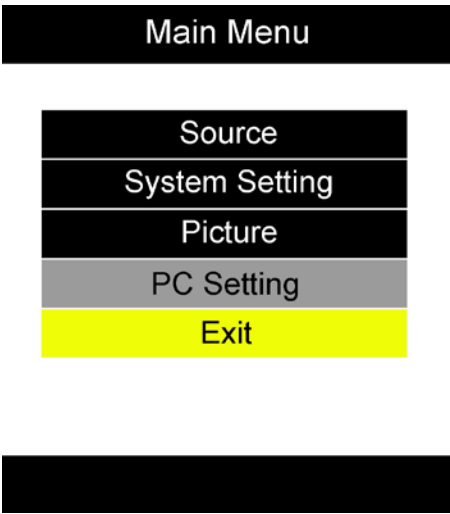 Main Menu
Source
System Setting
Picture
PC Setting
Exit